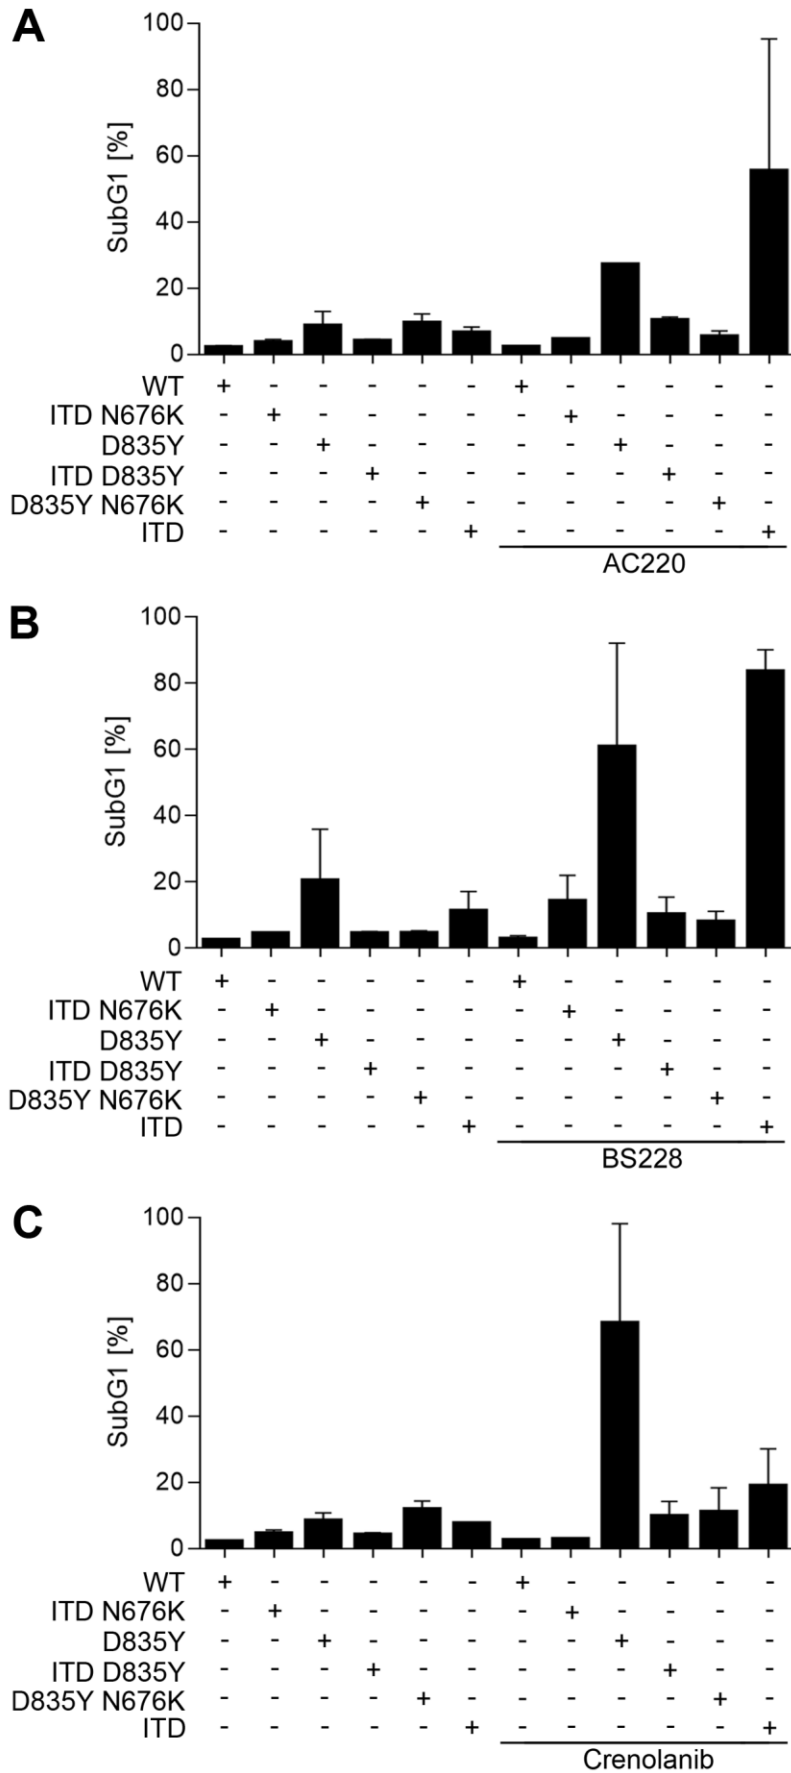 A
SubG1 [%]
100
80
60
40
20
0
WT + - - - - - + - - - - -
ITD N676K - + - - - - - + - - - -
D835Y - - + - - - - - + - - -
ITD D835Y - - - + - - - - - + - -
D835Y N676K - - - - + - - - - - + -
ITD - - - - - + - - - - - +
AC220
B
SubG1 [%]
100
80
60
40
20
0
WT + - - - - - + - - - - -
ITD N676K - + - - - - - + - - - -
D835Y - - + - - - - - + - - -
ITD D835Y - - - + - - - - - + - -
D835Y N676K - - - - + - - - - - + -
ITD - - - - - + - - - - - +
BS228
C
SubG1 [%]
100
80
60
40
20
0
WT + - - - - - + - - - - -
ITD N676K - + - - - - - + - - - -
D835Y - - + - - - - - + - - -
ITD D835Y - - - + - - - - - + - -
D835Y N676K - - - - + - - - - - + -
ITD - - - - - + - - - - - +
Crenolanib